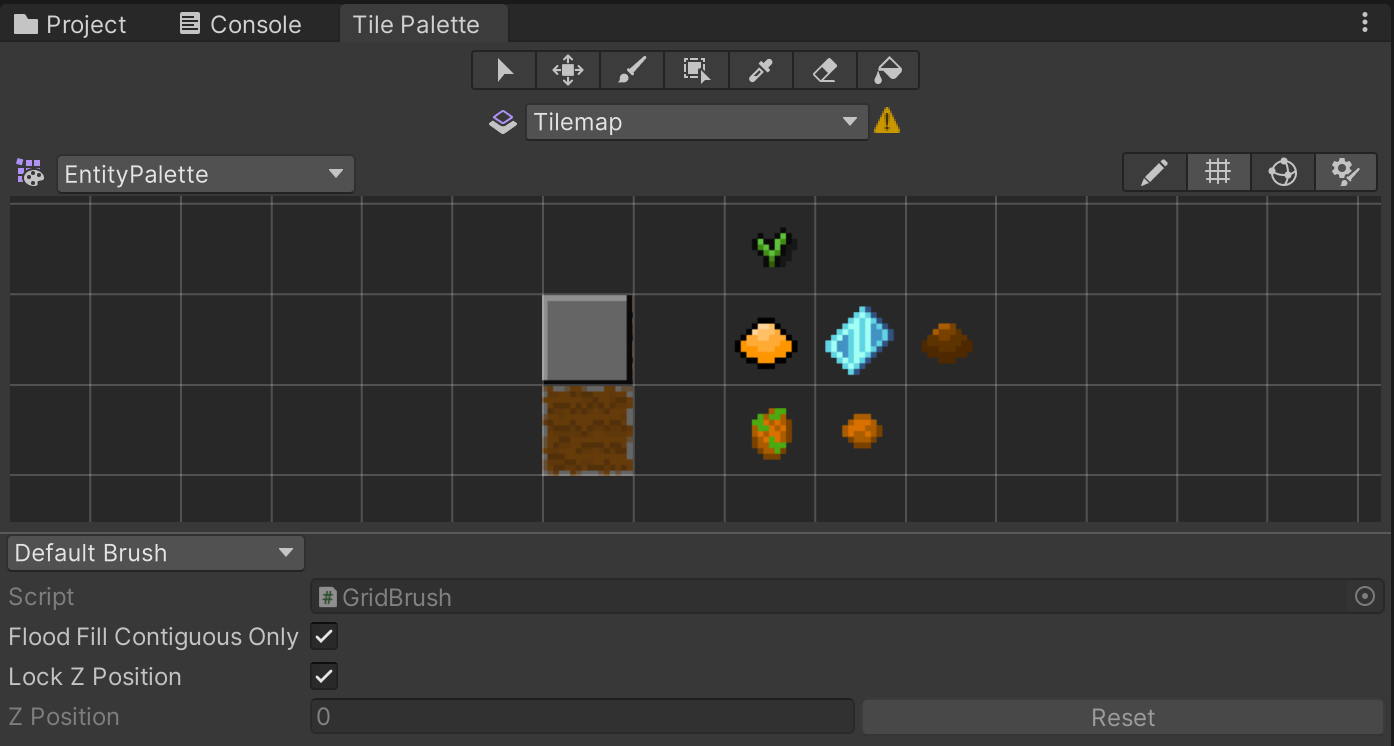 Project Console Tile Palette
Tilemap
EntityPalette
Default Brush
Script # GridBrush
Flood Fill Contiguous Only
Lock Z Position
Z Position 0 Reset